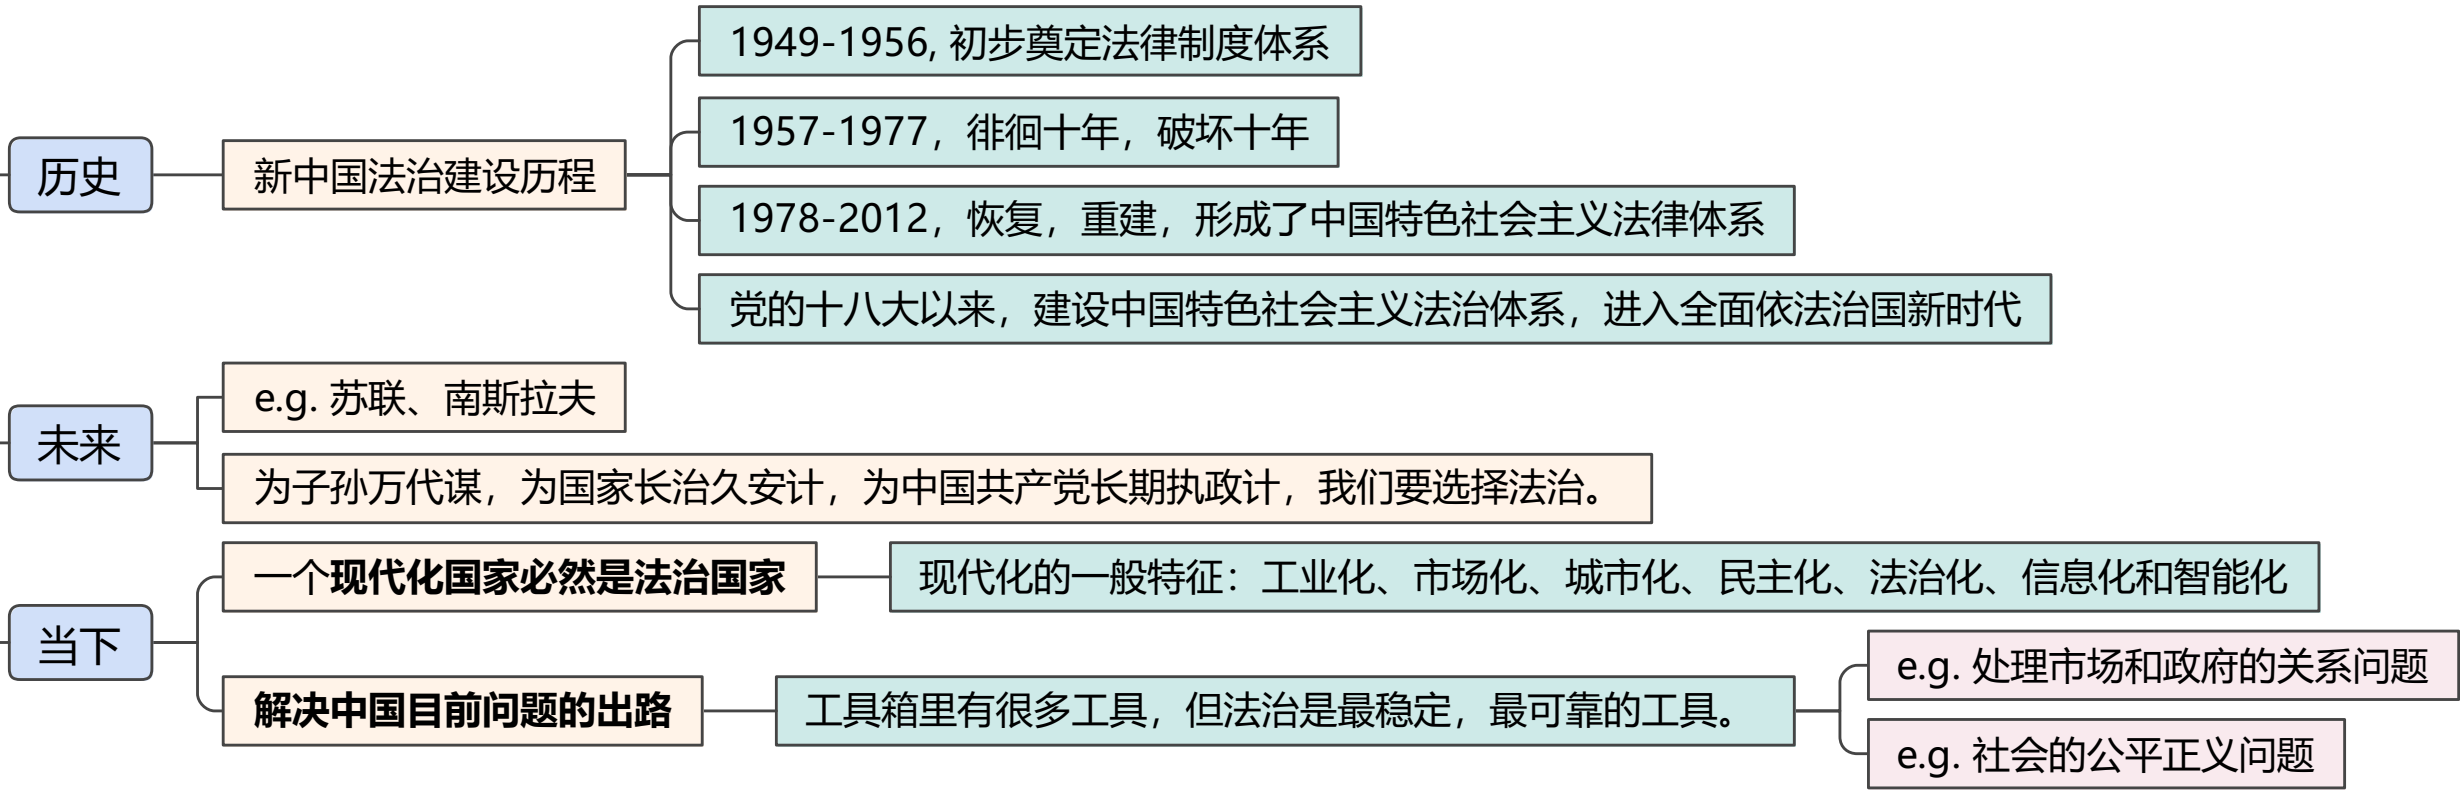 历史
新中国法治建设历程
1949-1956, 初步奠定法律制度体系
1957-1977，徘徊十年，破坏十年
1978-2012，恢复，重建，形成了中国特色社会主义法律体系
党的十八大以来，建设中国特色社会主义法治体系，进入全面依法治国新时代
未来
e.g. 苏联、南斯拉夫
为子孙万代谋，为国家长治久安计，为中国共产党长期执政计，我们要选择法治。
当下
一个现代化国家必然是法治国家
现代化的一般特征：工业化、市场化、城市化、民主化、法治化、信息化和智能化
解决中国目前问题的出路
工具箱里有很多工具，但法治是最稳定，最可靠的工具。
e.g. 处理市场和政府的关系问题
e.g. 社会的公平正义问题